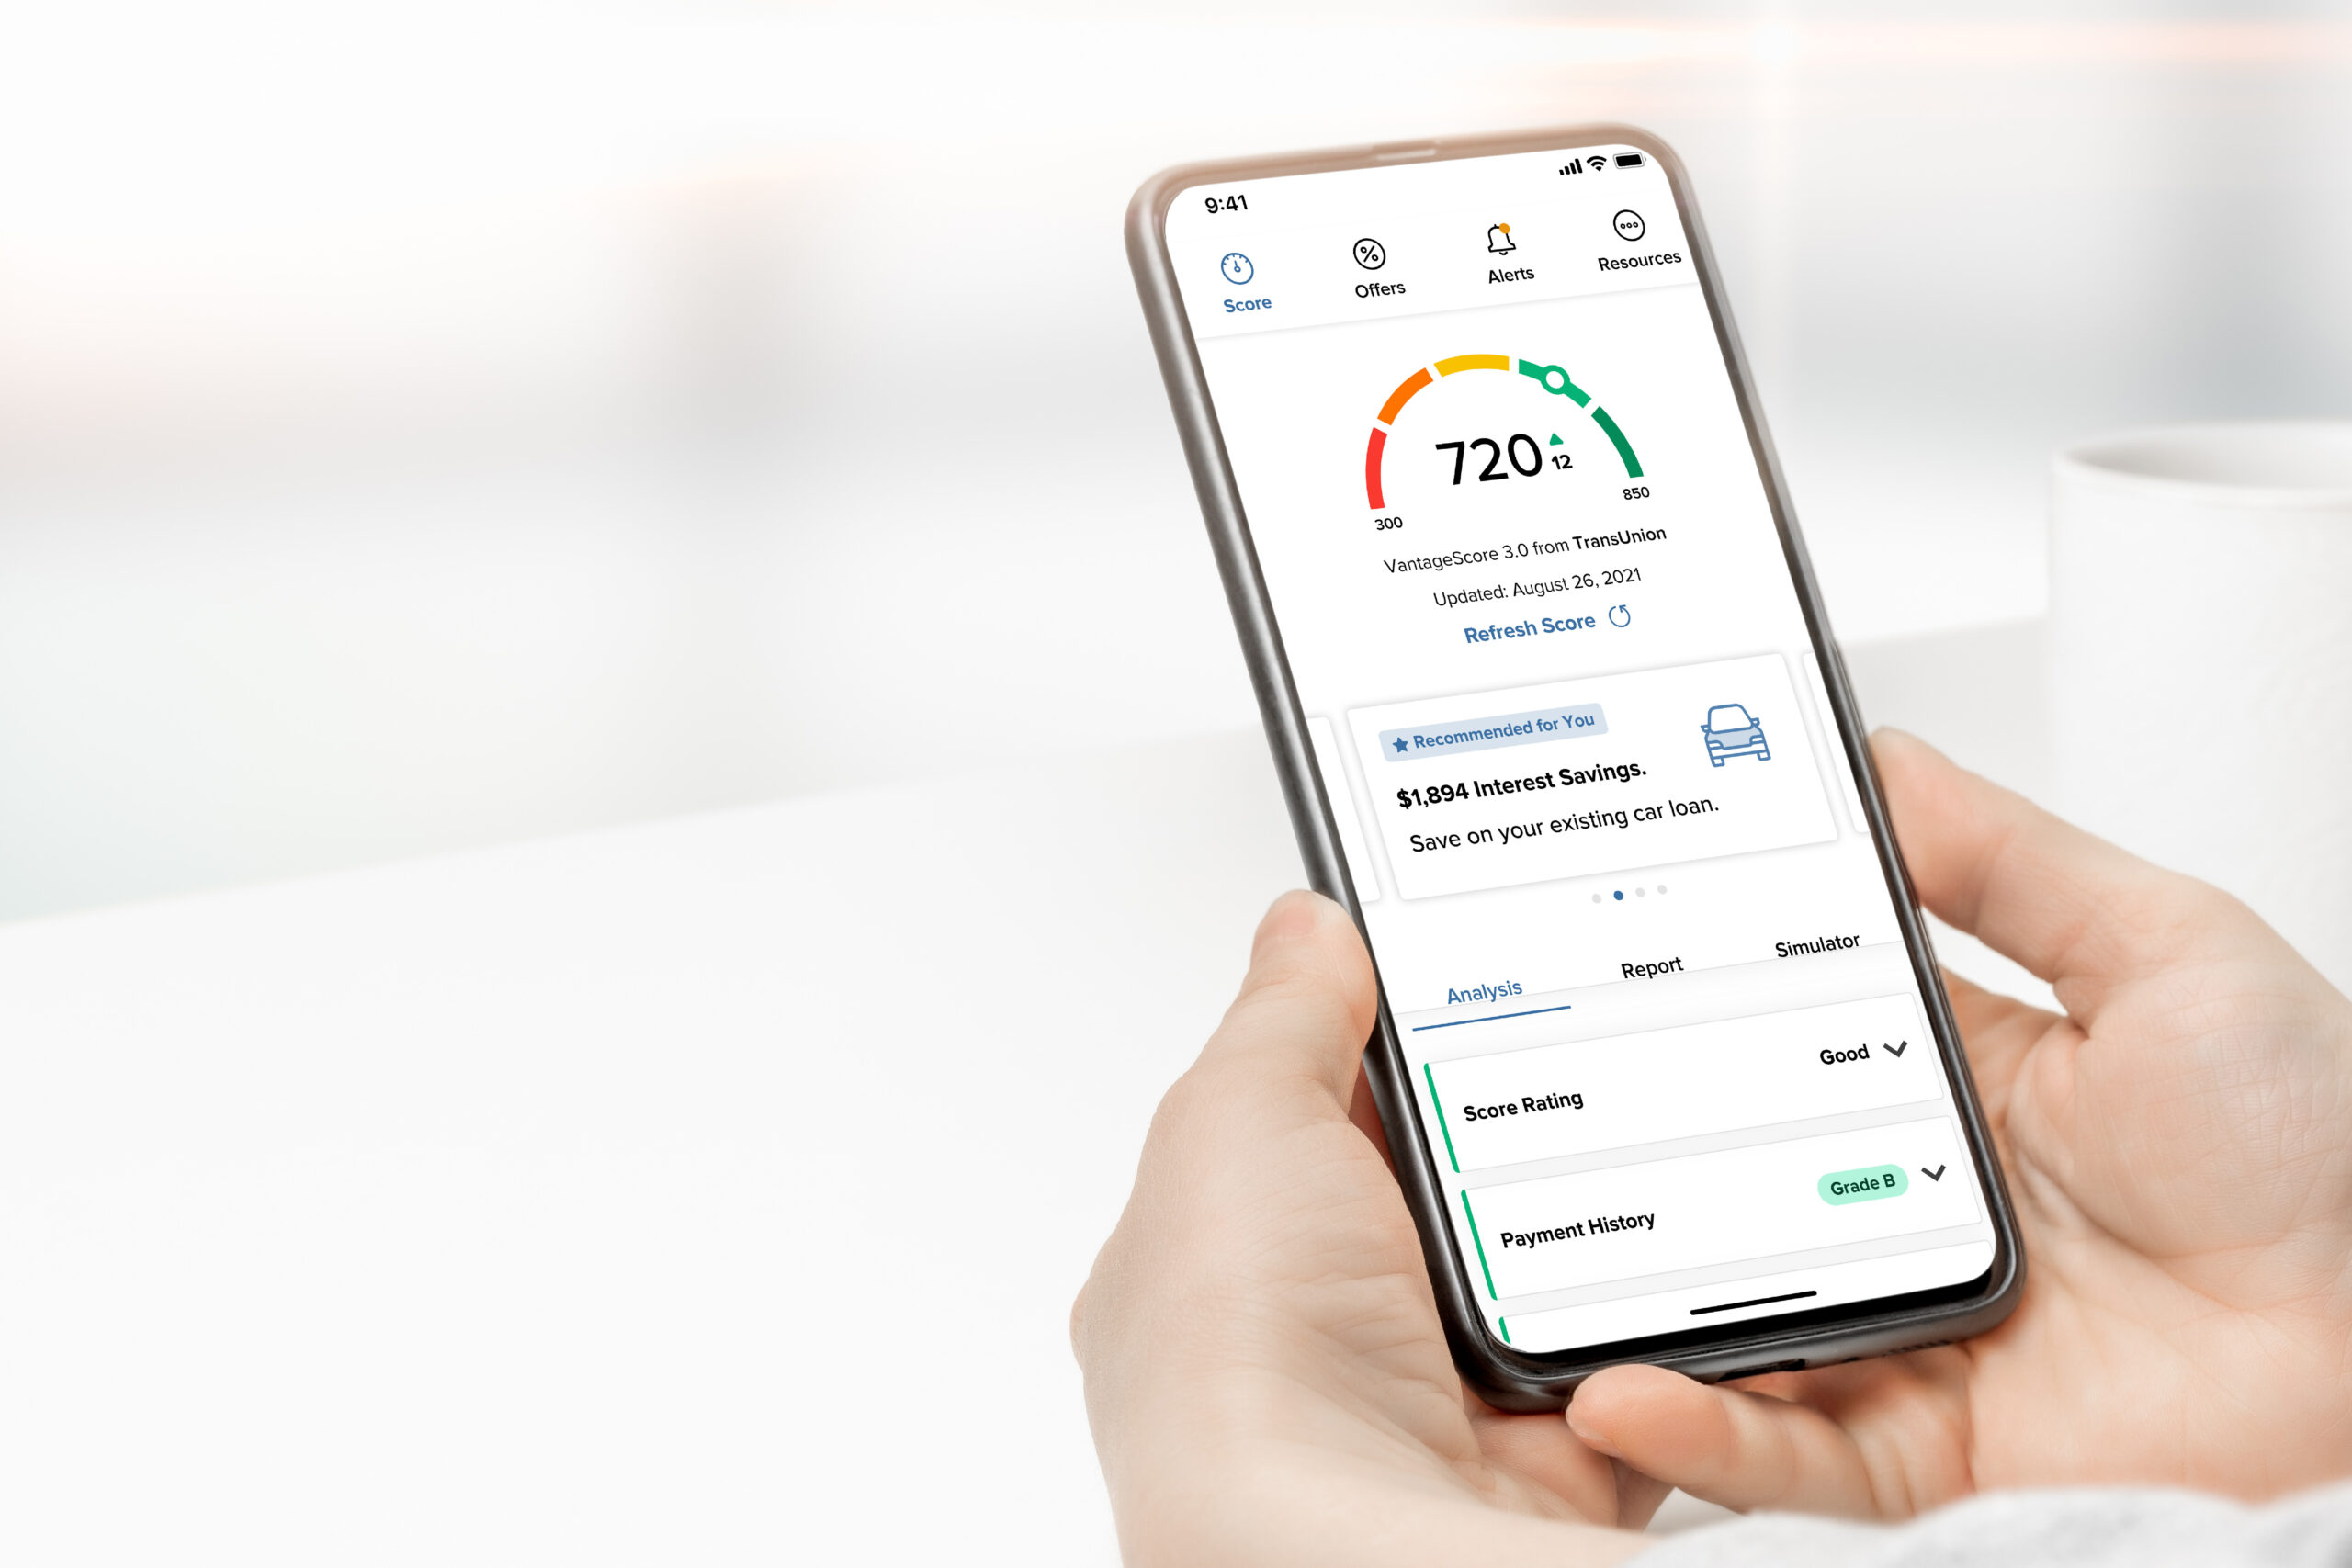 9:41
Score
Offers
Alerts
Resources
720
12
300
850
VantageScore 3.0 from TransUnion
Updated: August 26, 2021
Refresh Score
Recommended for You
$1,894 Interest Savings.
Save on your existing car loan.
Analysis
Report
Simulator
Score Rating
Good
Payment History
Grade B